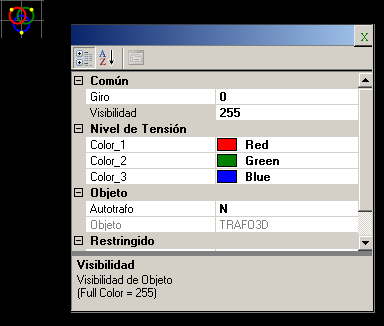 X
A Z
Común
Giro 0
Visibilidad 255
Nivel de Tensión
Color_1 Red
Color_2 Green
Color_3 Blue
Objeto
Autotrafo N
Objeto TRAFO3D
Restringido
Visibilidad
Visibilidad de Objeto
(Full Color = 255)